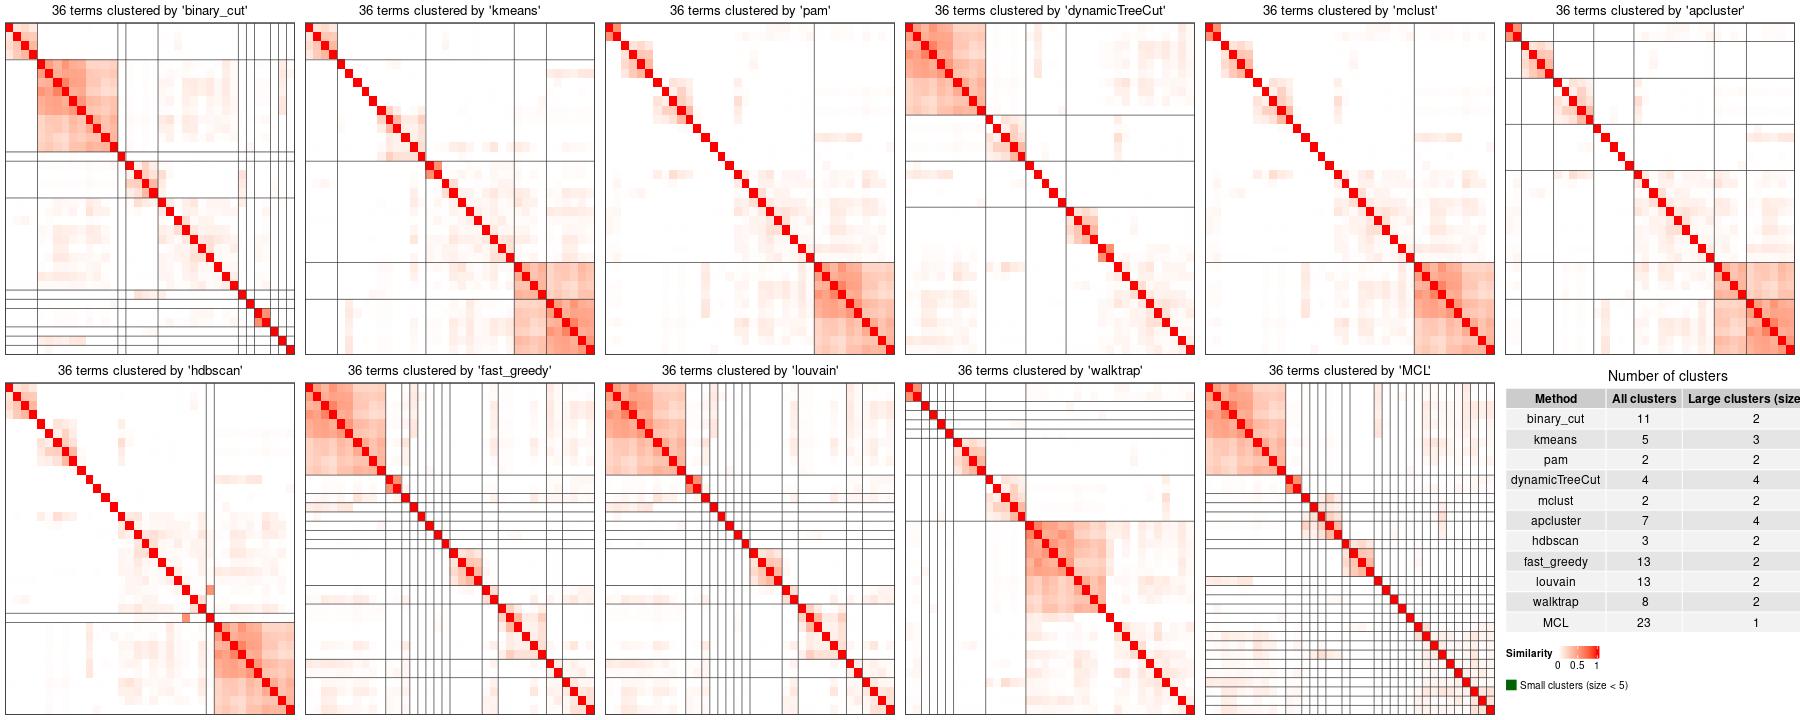 36 terms clustered by 'binary_cut'
36 terms clustered by 'kmeans'
36 terms clustered by 'pam'
36 terms clustered by 'dynamicTreeCut'
36 terms clustered by 'mclust'
36 terms clustered by 'apcluster'
36 terms clustered by 'hdbscan'
36 terms clustered by 'fast_greedy'
36 terms clustered by 'louvain'
36 terms clustered by 'walktrap'
36 terms clustered by 'MCL'
Number of clusters
Method All clusters Large clusters (size
binary_cut 11 2
kmeans 5 3
pam 2 2
dynamicTreeCut 4 4
mclust 2 2
apcluster 7 4
hdbscan 3 2
fast_greedy 13 2
louvain 13 2
walktrap 8 2
MCL 23 1
Similarity
0 0.5 1
Small clusters (size < 5)